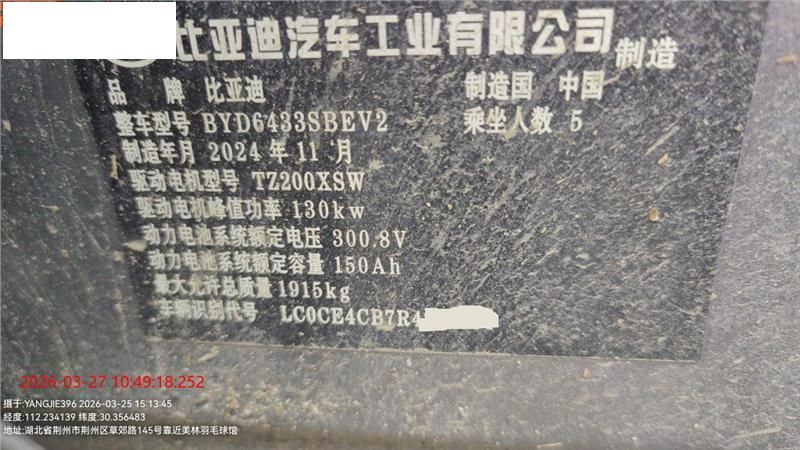 比亚迪汽车工业有限公司 制造
品 牌 比亚迪 制造国 中国
整车型号 BYD6433SBEV2 乘坐人数 5
制造年月 2024 年 11 月
驱动电机型号 TZ200XSW
驱动电机峰值功率 130kw
动力电池系统额定电压 300.8V
动力电池系统额定容量 150Ah
最大允许总质量 1915kg
车辆识别代号 LC0CE4CB7R4
2026-03-27 10:49:18:252
摄于:YANGJIE396 2026-03-25 15:13:45
经度:112.234139 纬度:30.356483
地址:湖北省荆州市荆州区草郊路145号靠近美林羽毛球馆